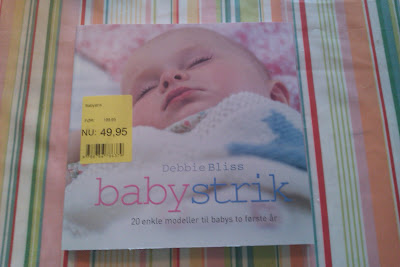 NU: 49,95
Debbie Bliss
babystrik
20 enkle modeller til babys to første år